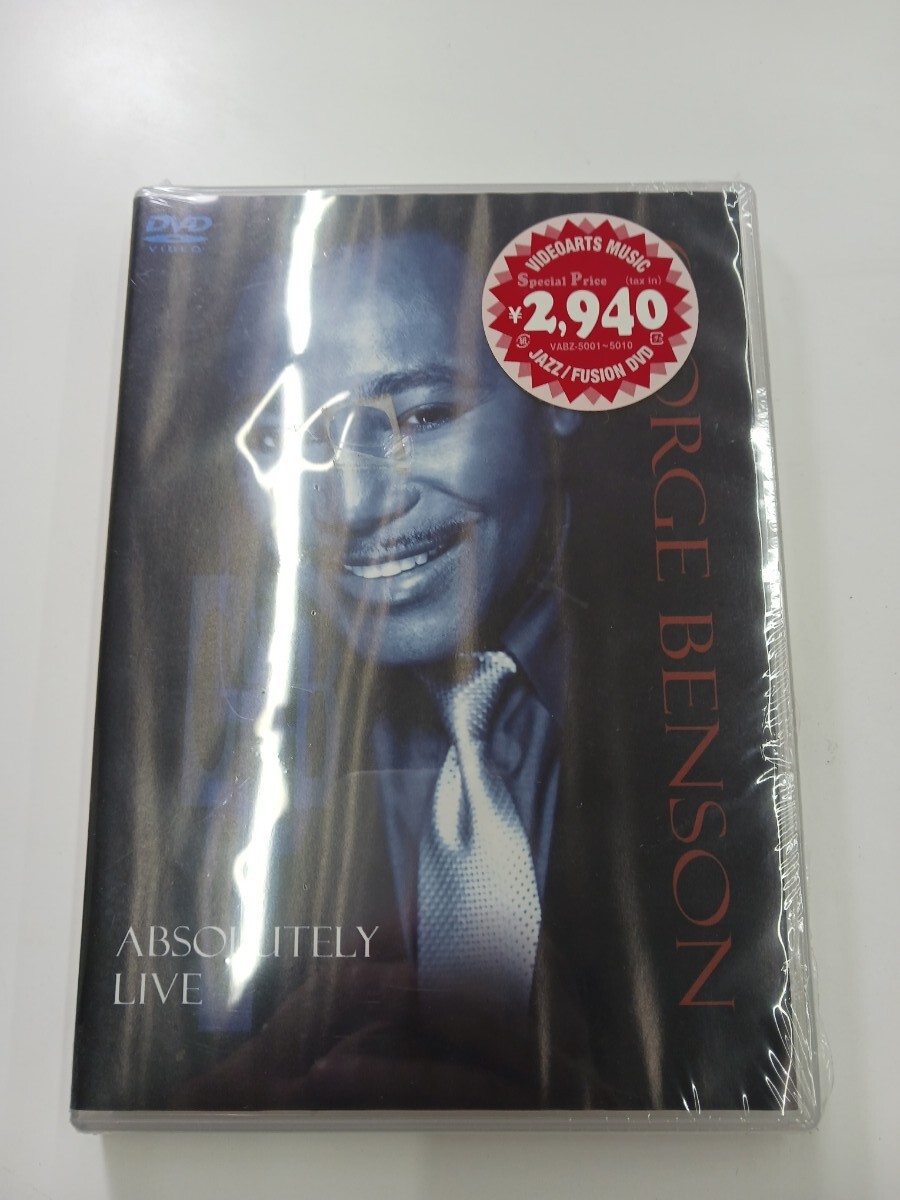 DVD
VIDEO
VIDEOARTS MUSIC
Special Price (tax in)
¥2,940
VABZ-5001~5010
JAZZ/FUSION DVD
ORGE BENSON
ABSOLUTELY
LIVE